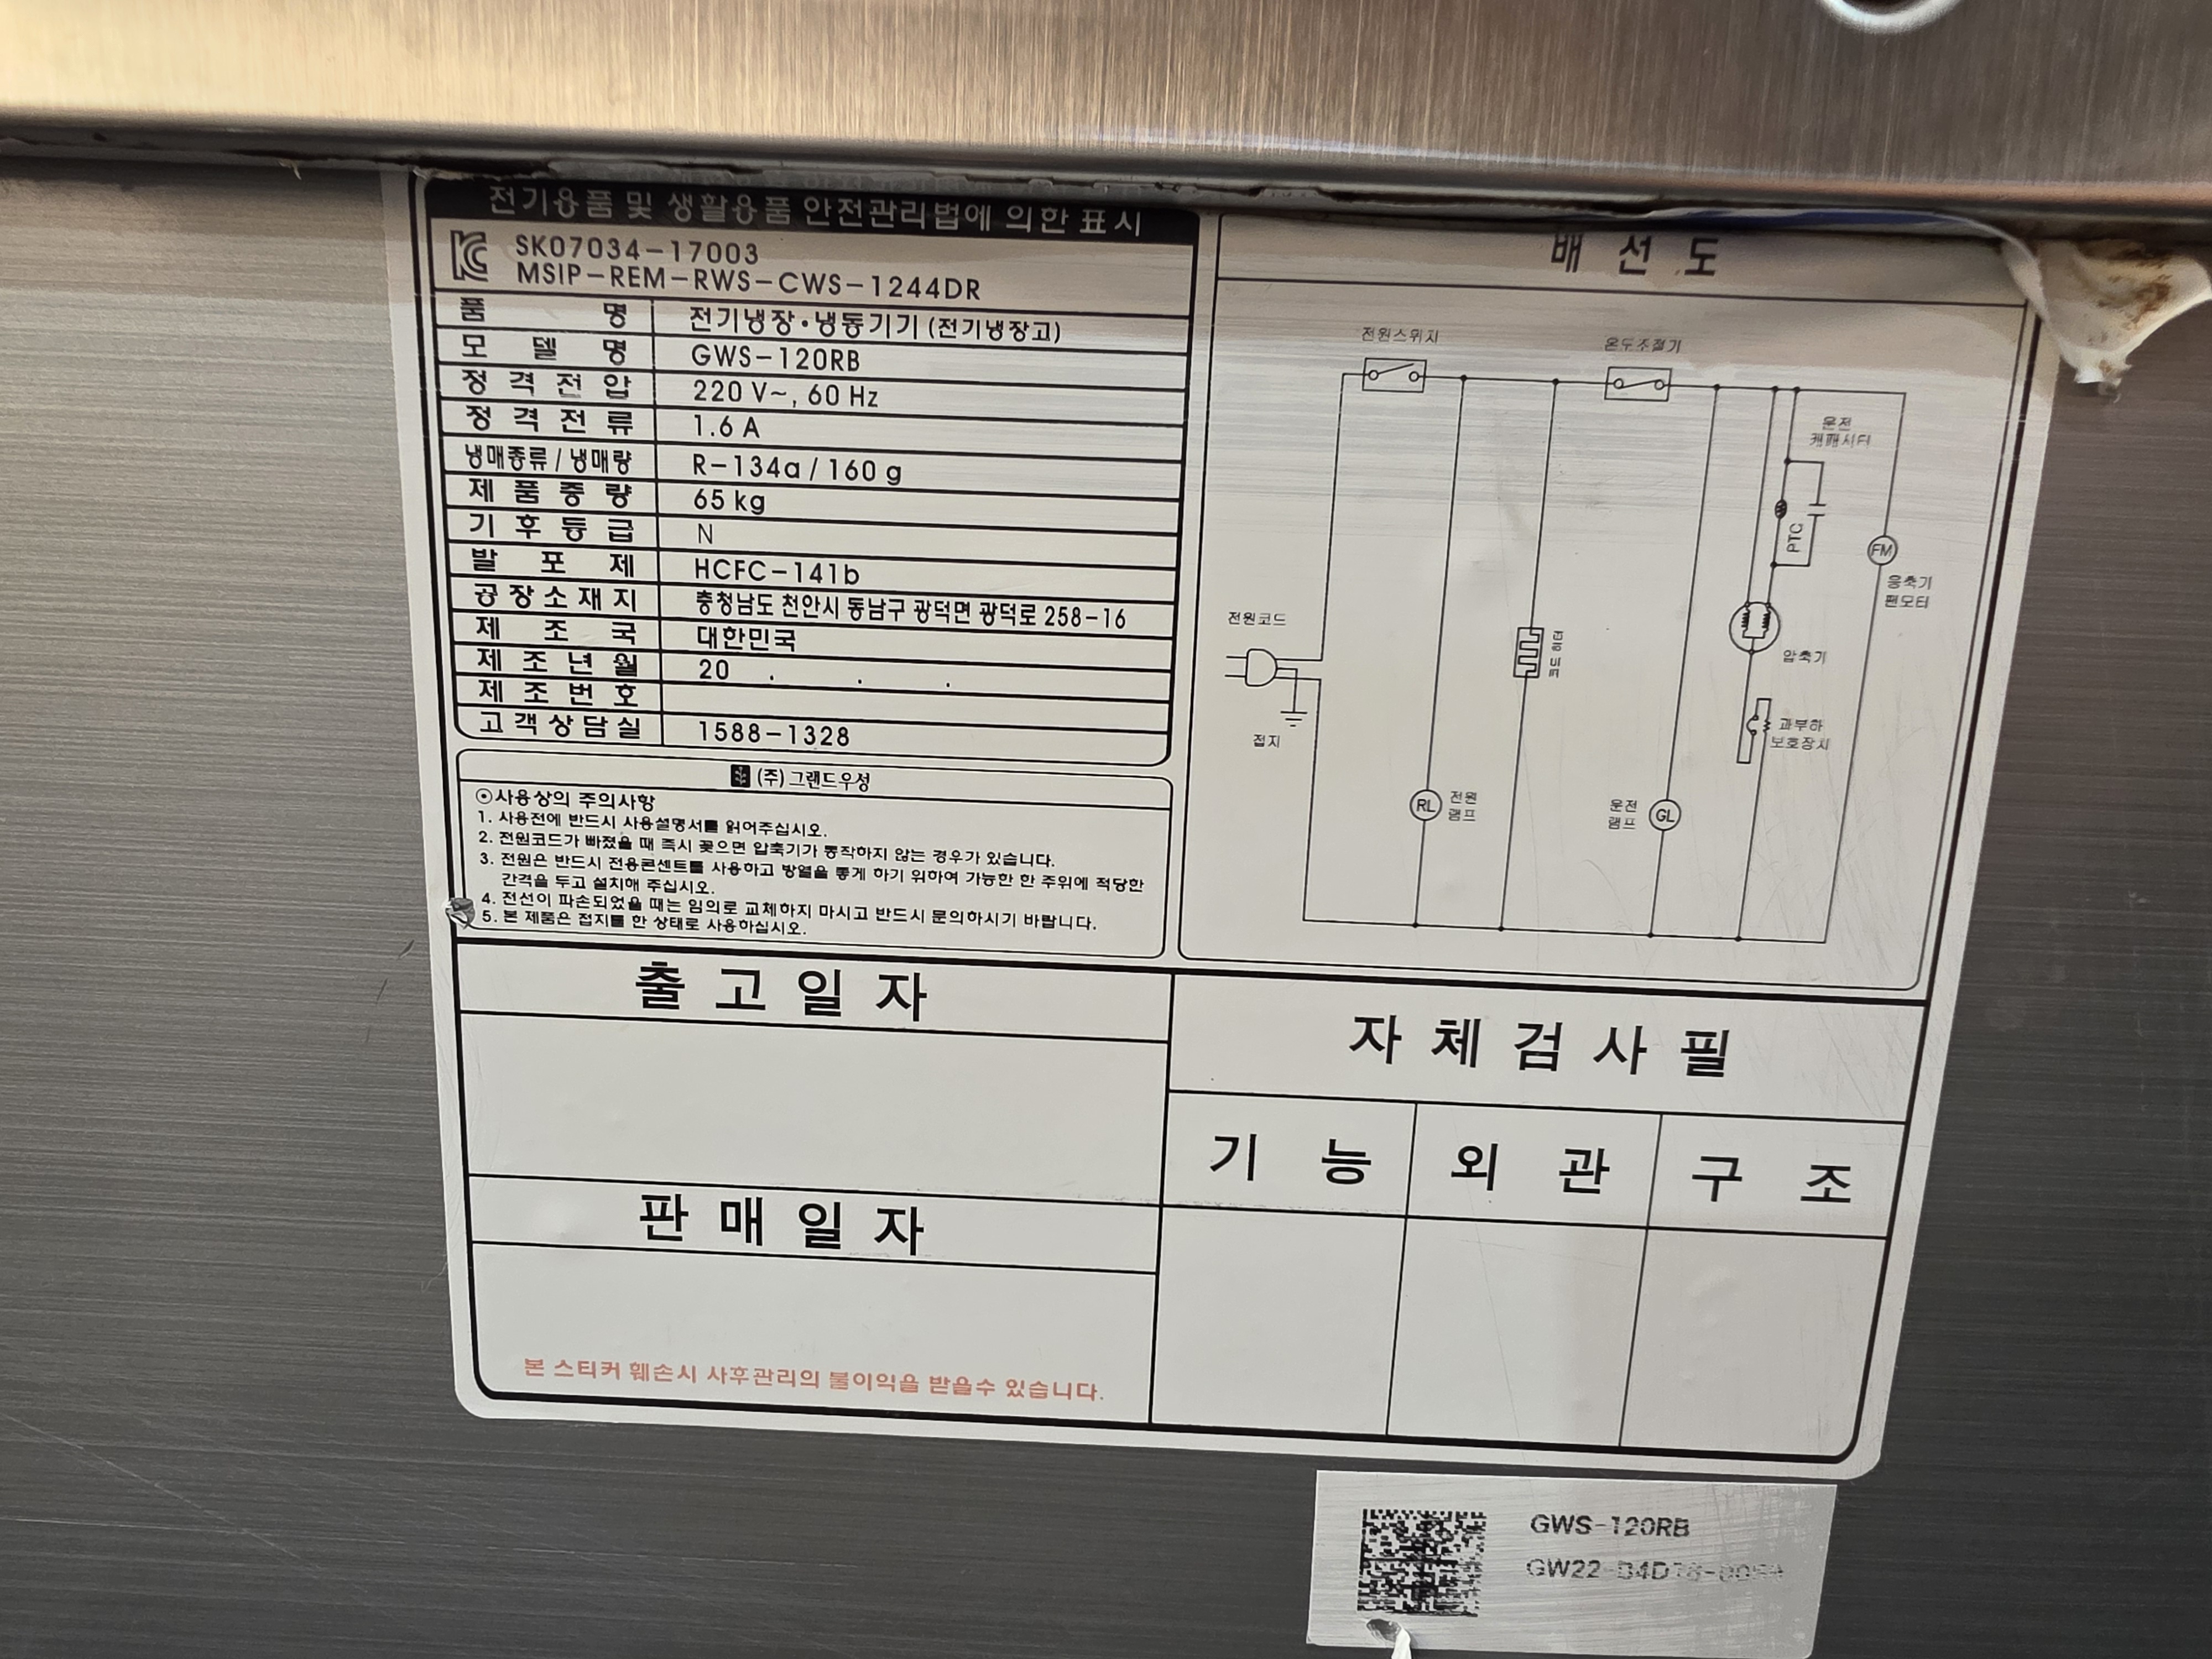 전기용품 및 생활용품 안전관리법에 의한 표시
SK07034-17003
MSIP-REM-RWS-CWS-1244DR
품 명 전기냉장·냉동기기 (전기냉장고)
모 델 명 GWS-120RB
정 격 전 압 220 V~, 60 Hz
정 격 전 류 1.6 A
냉매종류 / 냉매량 R-134a / 160 g
제 품 중 량 65 kg
기 후 등 급 N
발 포 제 HCFC-141b
공 장 소 재 지 충청남도 천안시 동남구 광덕면 광덕로 258-16
제 조 국 대한민국
제 조 년 월 20 . . .
제 조 번 호
고 객 상 담 실 1588-1328
(주) 그랜드우성
⊙사용상의 주의사항
1. 사용전에 반드시 사용설명서를 읽어주십시오.
2. 전원코드가 빠졌을 때 즉시 꽂으면 압축기가 동작하지 않는 경우가 있습니다.
3. 전원은 반드시 전용콘센트를 사용하고 방열을 좋게 하기 위하여 가능한 한 주위에 적당한
간격을 두고 설치해 주십시오.
4. 전선이 파손되었을 때는 임의로 교체하지 마시고 반드시 문의하시기 바랍니다.
5. 본 제품은 접지를 한 상태로 사용하십시오.
배 선 도
전원스위치
온도조절기
운전
캐패시터
PTC
FM
응축기
팬모터
전원코드
접지
히터
압축기
과부하
보호장치
RL
전원
램프
운전
램프
GL
출 고 일 자
판 매 일 자
본 스티커 훼손시 사후관리의 불이익을 받을수 있습니다.
자 체 검 사 필
기 능 외 관 구 조
GWS-120RB